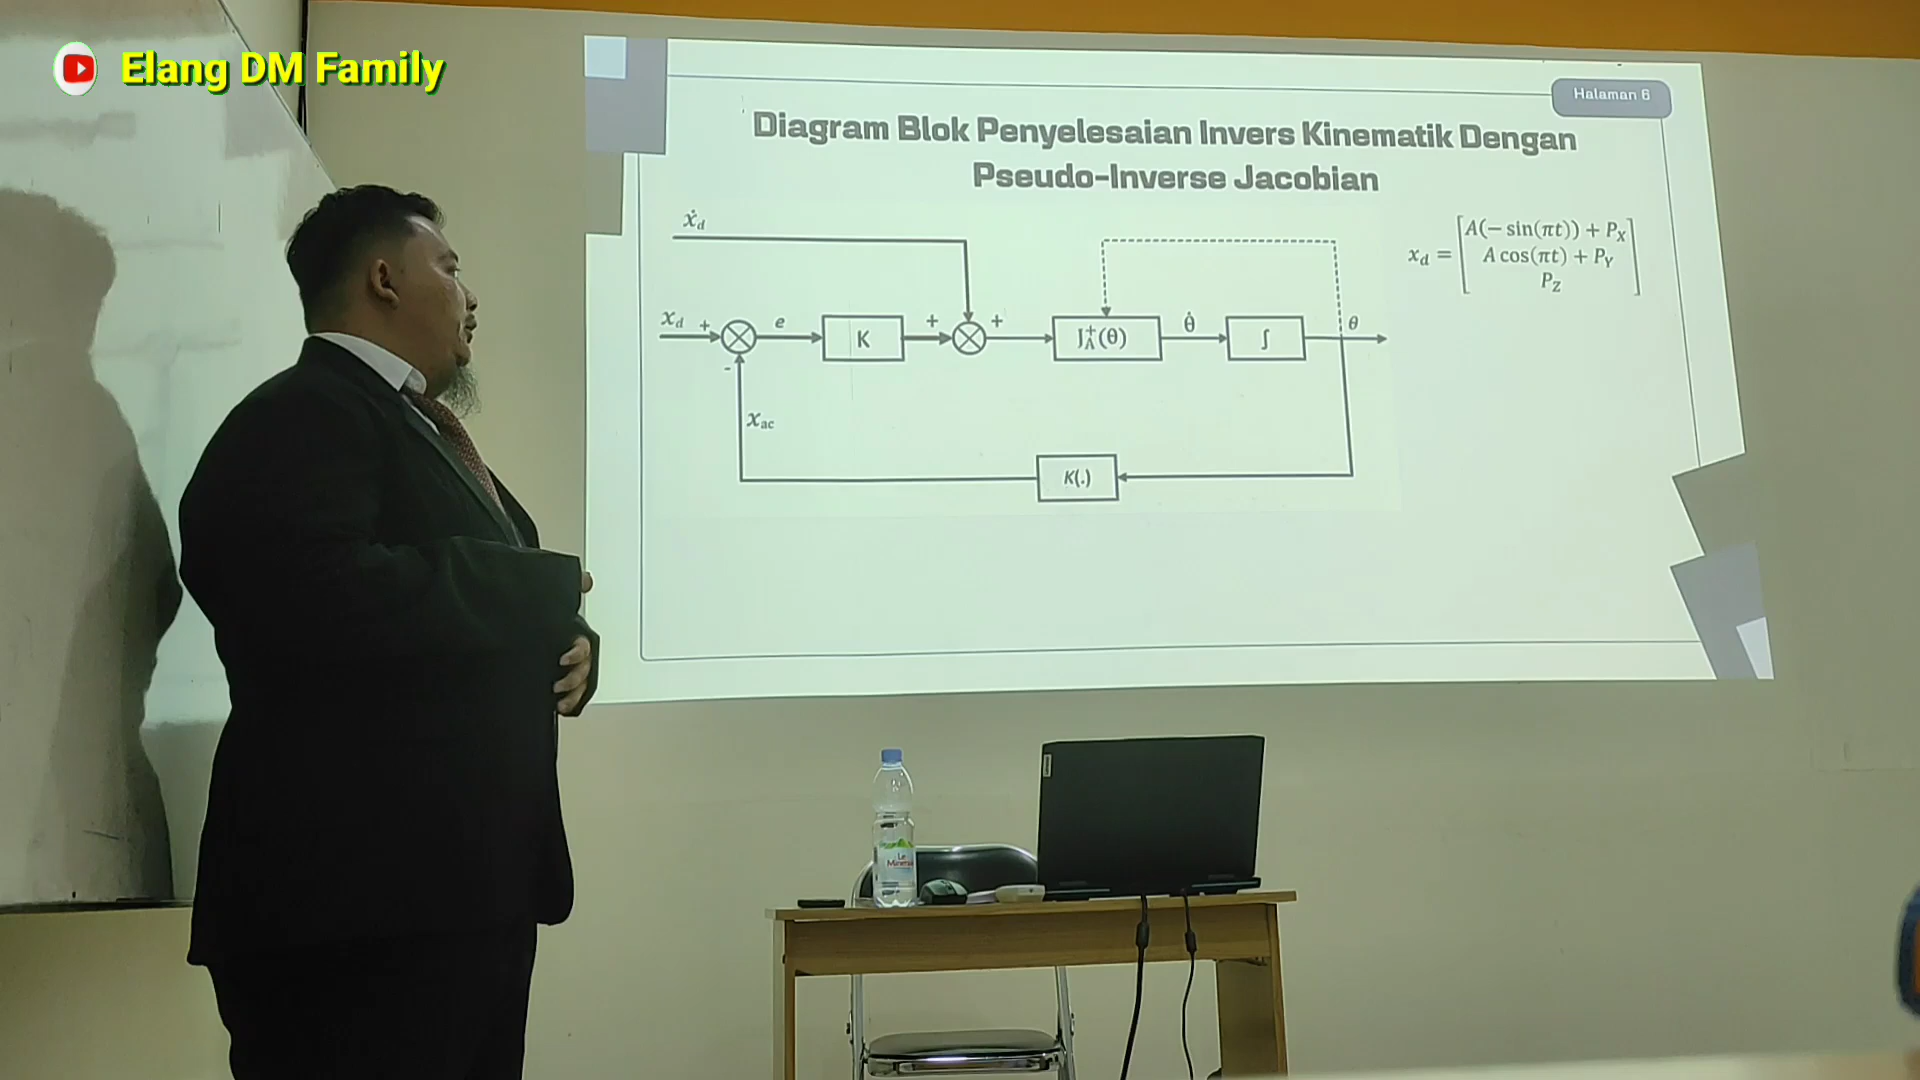 Elang DM Family
Halaman 6
Diagram Blok Penyelesaian Invers Kinematik Dengan
Pseudo-Inverse Jacobian
ẋd
xd = [A(− sin(πt)) + PX
A cos(πt) + PY
PZ]
xd + e K + + J⁺A(θ) θ̇ ∫ θ
-
xac
K(.)
Le